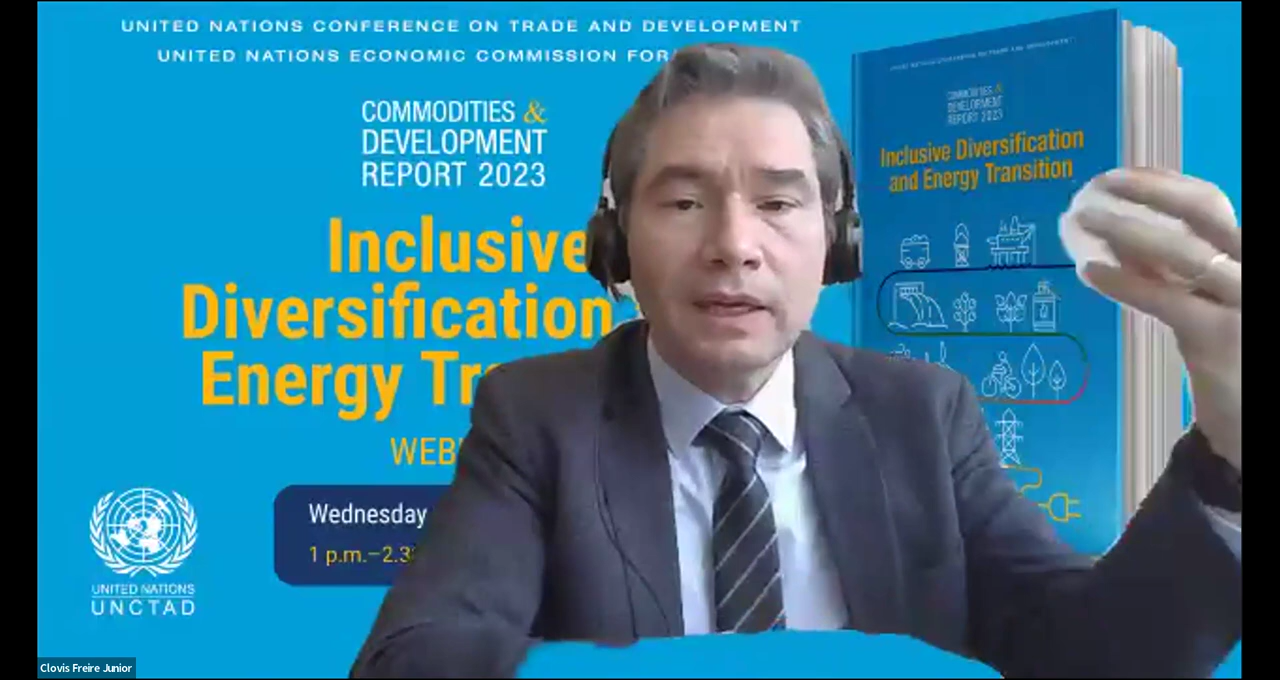 UNITED NATIONS CONFERENCE ON TRADE AND DEVELOPMENT
UNITED NATIONS ECONOMIC COMMISSION FOR
COMMODITIES &
DEVELOPMENT
REPORT 2023
Inclusive
Diversification
Energy
Wednesday
1 p.m.–2.3
UNITED NATIONS
UNCTAD
COMMODITIES &
DEVELOPMENT
REPORT 2023
Inclusive Diversification
and Energy Transition
Clovis Freire Junior